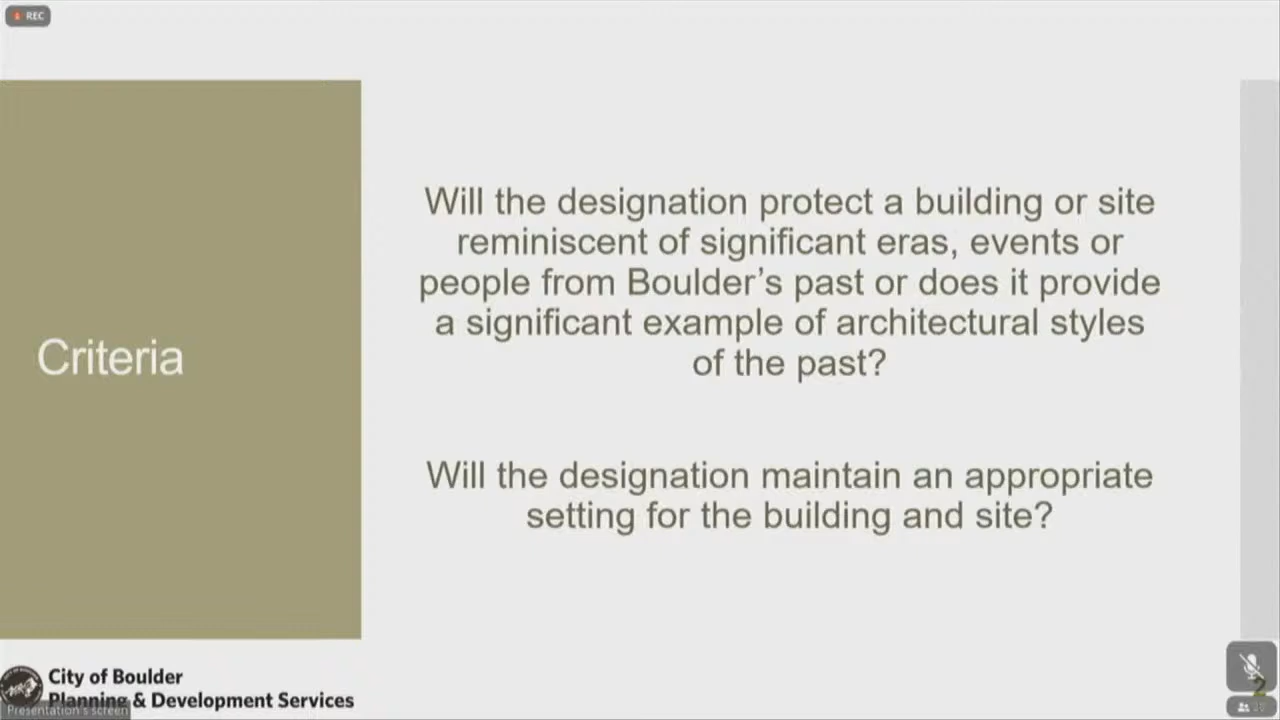 REC
Will the designation protect a building or site
reminiscent of significant eras, events or
people from Boulder's past or does it provide
a significant example of architectural styles
of the past?
Criteria
Will the designation maintain an appropriate
setting for the building and site?
City of Boulder
Planning & Development Services
Presentation's screen
2